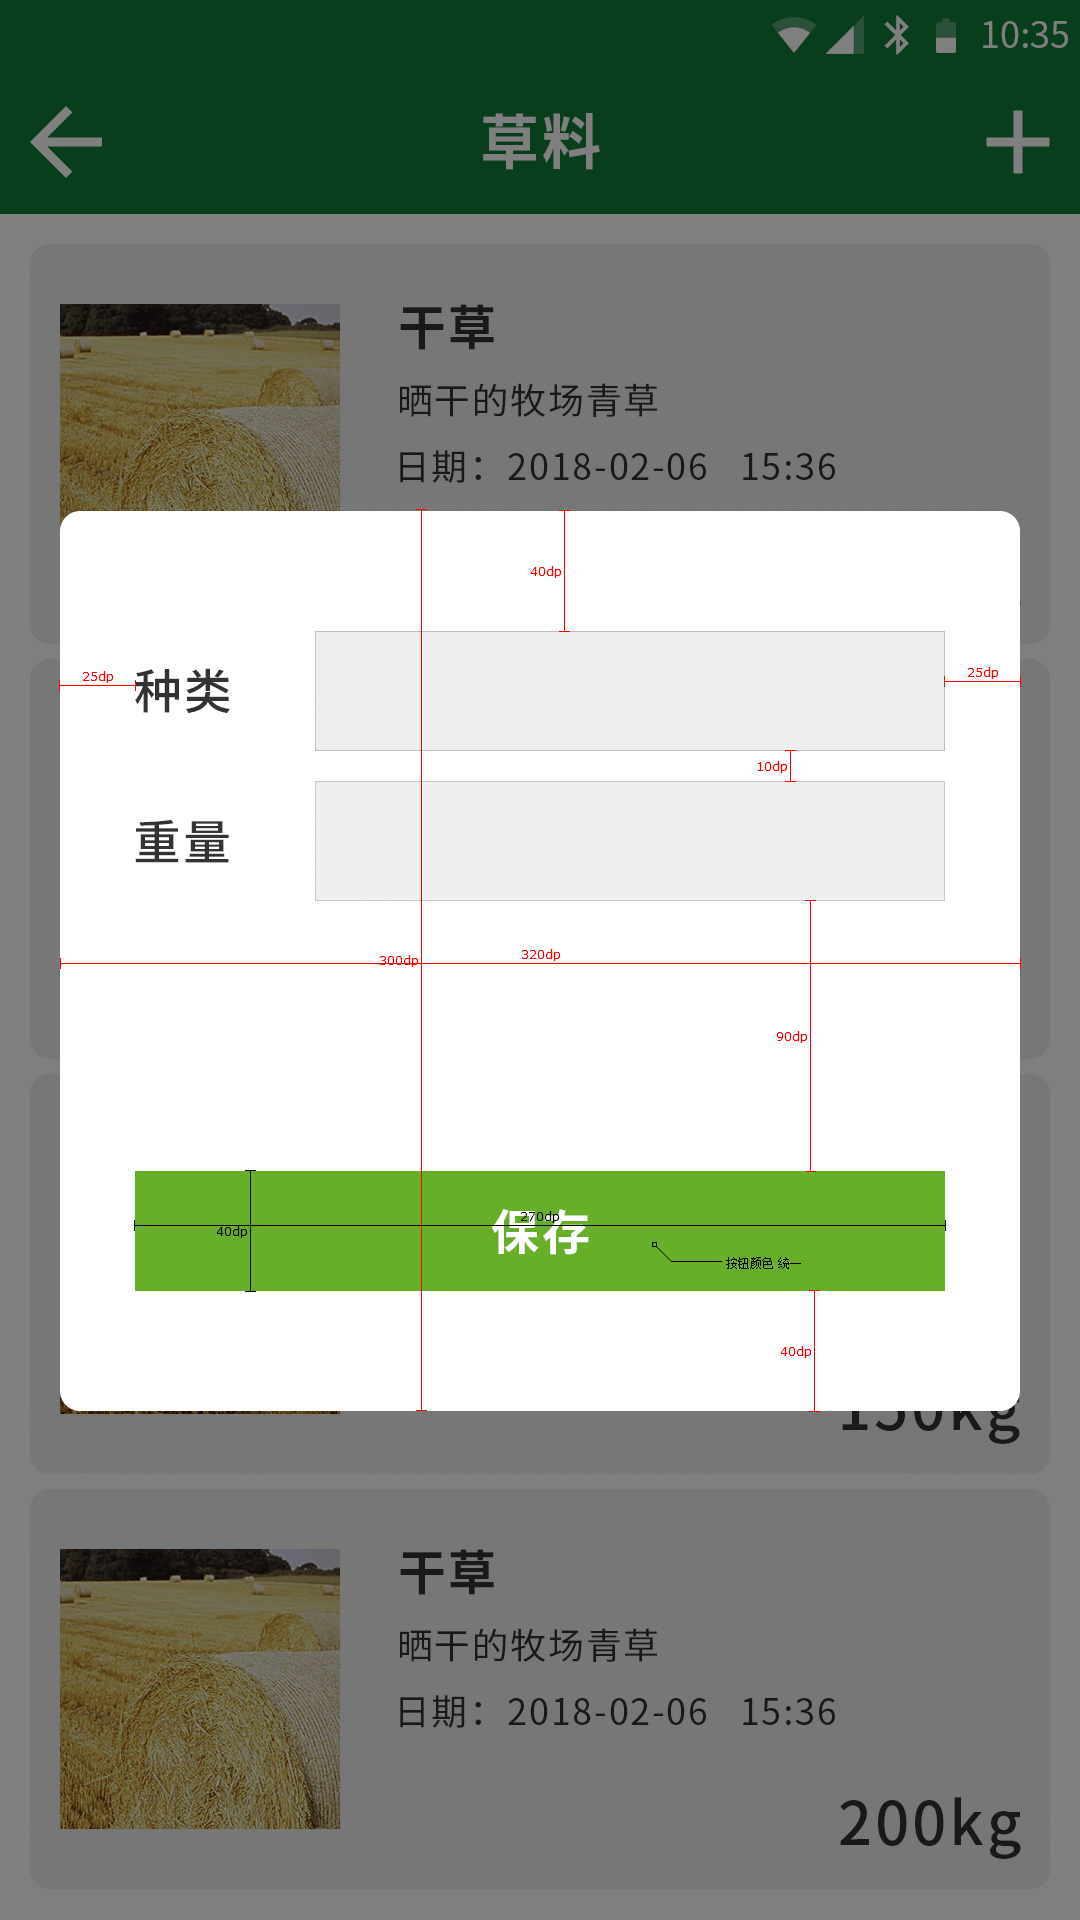 10:35
草料
干草
晒干的牧场青草
日期：2018-02-06 15:36
40dp
25dp
种类
25dp
10dp
重量
300dp
320dp
90dp
270dp
40dp
保存
按钮颜色 统一
40dp
150kg
干草
晒干的牧场青草
日期：2018-02-06 15:36
200kg